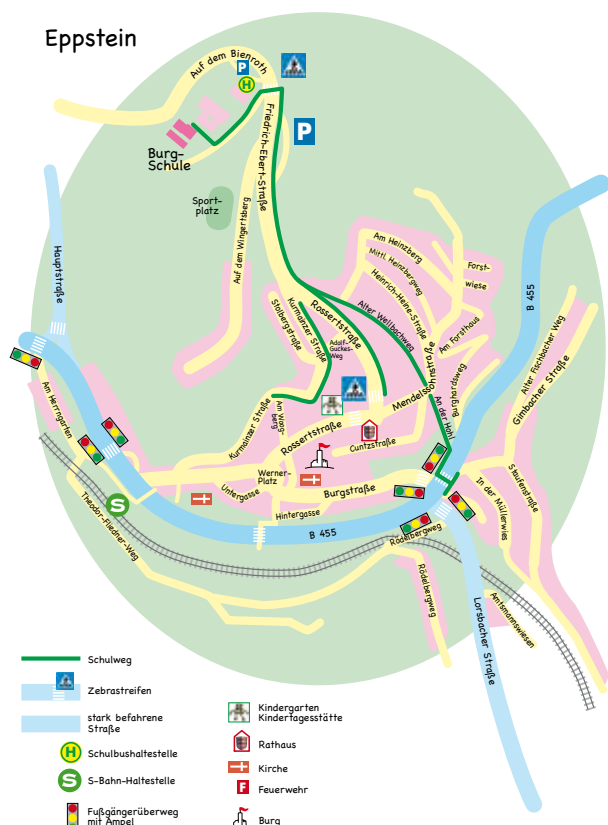 Eppstein
Auf dem Bienroth
P
H
P
Burg-
Schule
Friedrich-Ebert-Straße
Sport-
platz
Auf dem Wingertsberg
Hauptstraße
Am Heinzberg
Mittl. Heinzbergweg
Heinrich-Heine-Straße
Forst-
wiese
Am Forsthaus
B 455
Stolbergstraße
Kurmainzer Straße
Rossertstraße
Adolf-
Guckes-
Weg
Alter Wellbachweg
Mendelssohnstraße
Burgbordsweg
An der Hohl
Alter Fischbacher Weg
Gimbacher Straße
Am Herrngarten
Kurmainzer Straße
Am Woog-
berg
Rossertstraße
Cuntzstraße
Werner-
Platz
Untergasse
Burgstraße
Hintergasse
Staufenstraße
In der Müllerwies
S
Theodor-Fliedner-Weg
B 455
Rödelbergweg
Rödelbergweg
Lorsbacher Straße
Amtsmannswiesen
Schulweg
Zebrastreifen
stark befahrene
Straße
H
Schulbushaltestelle
S
S-Bahn-Haltestelle
Fußgängerüberweg
mit Ampel
Kindergarten
Kindertagesstätte
Rathaus
Kirche
F
Feuerwehr
Burg